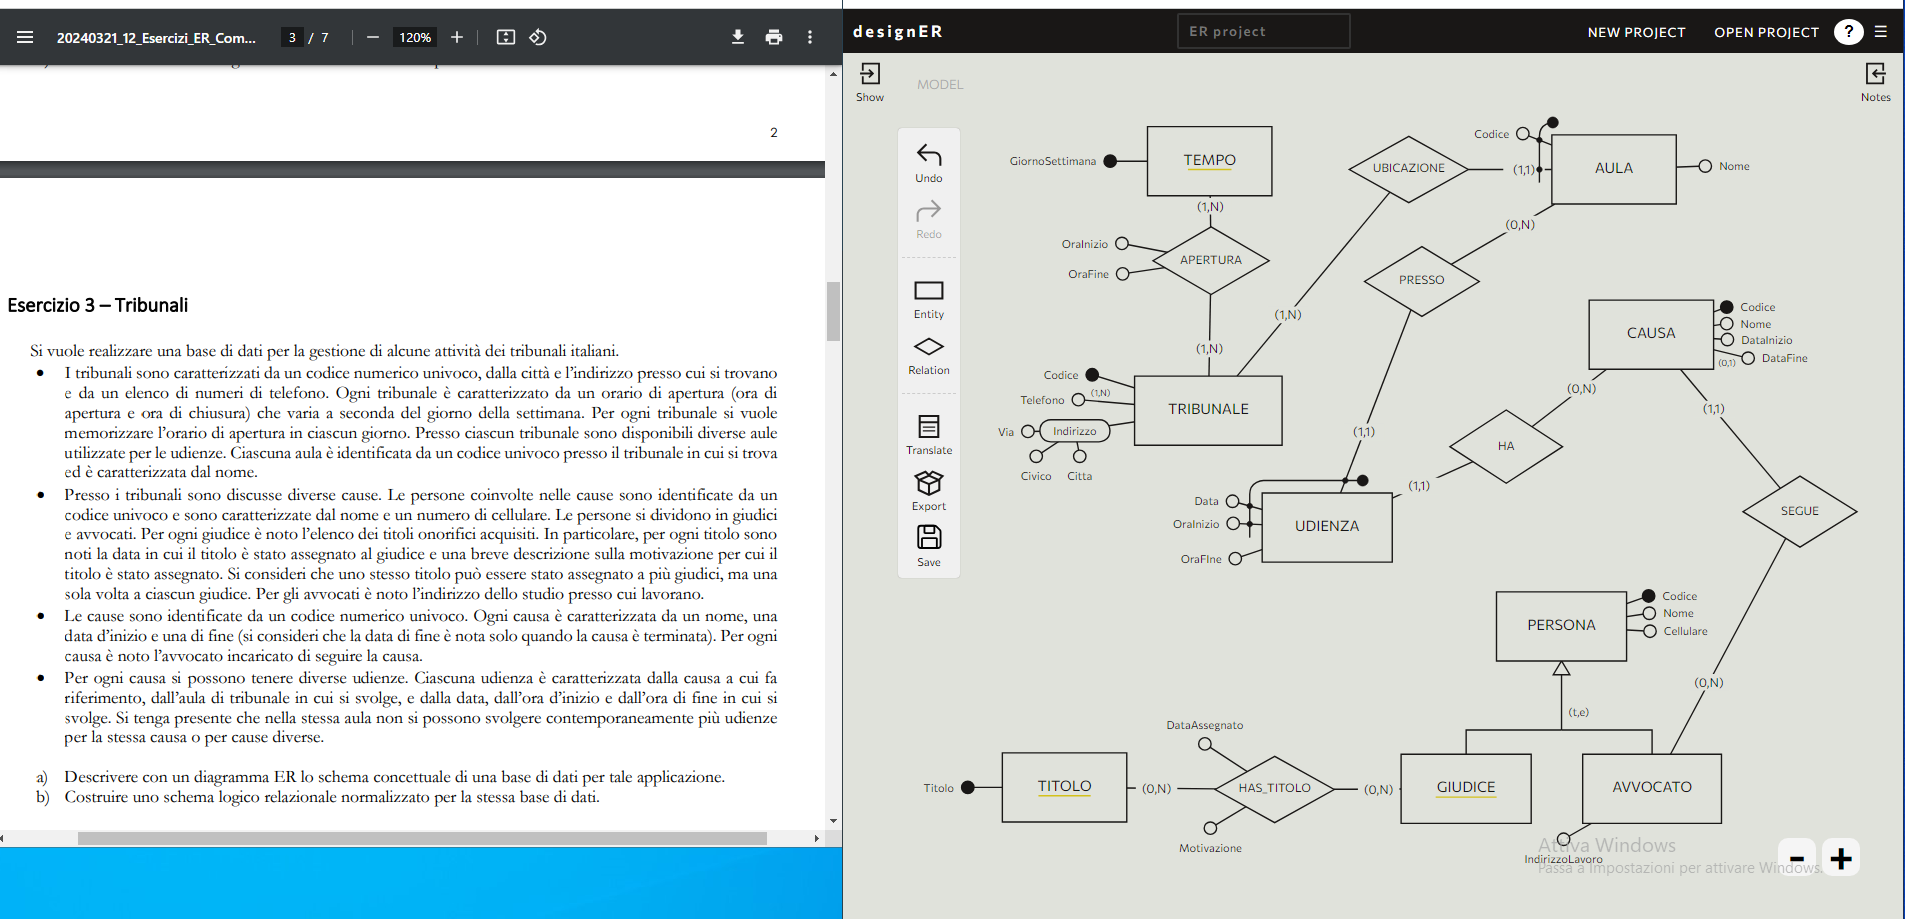 20240321_12_Esercizi_ER_Com...
3 / 7
120%
2
Esercizio 3 – Tribunali
Si vuole realizzare una base di dati per la gestione di alcune attività dei tribunali italiani.
• I tribunali sono caratterizzati da un codice numerico univoco, dalla città e l'indirizzo presso cui si trovano
e da un elenco di numeri di telefono. Ogni tribunale è caratterizzato da un orario di apertura (ora di
apertura e ora di chiusura) che varia a seconda del giorno della settimana. Per ogni tribunale si vuole
memorizzare l'orario di apertura in ciascun giorno. Presso ciascun tribunale sono disponibili diverse aule
utilizzate per le udienze. Ciascuna aula è identificata da un codice univoco presso il tribunale in cui si trova
ed è caratterizzata dal nome.
• Presso i tribunali sono discusse diverse cause. Le persone coinvolte nelle cause sono identificate da un
codice univoco e sono caratterizzate dal nome e un numero di cellulare. Le persone si dividono in giudici
e avvocati. Per ogni giudice è noto l'elenco dei titoli onorifici acquisiti. In particolare, per ogni titolo sono
noti la data in cui il titolo è stato assegnato al giudice e una breve descrizione sulla motivazione per cui il
titolo è stato assegnato. Si consideri che uno stesso titolo può essere stato assegnato a più giudici, ma una
sola volta a ciascun giudice. Per gli avvocati è noto l'indirizzo dello studio presso cui lavorano.
• Le cause sono identificate da un codice numerico univoco. Ogni causa è caratterizzata da un nome, una
data d'inizio e una di fine (si consideri che la data di fine è nota solo quando la causa è terminata). Per ogni
causa è noto l'avvocato incaricato di seguire la causa.
• Per ogni causa si possono tenere diverse udienze. Ciascuna udienza è caratterizzata dalla causa a cui fa
riferimento, dall'aula di tribunale in cui si svolge, e dalla data, dall'ora d'inizio e dall'ora di fine in cui si
svolge. Si tenga presente che nella stessa aula non si possono svolgere contemporaneamente più udienze
per la stessa causa o per cause diverse.
a) Descrivere con un diagramma ER lo schema concettuale di una base di dati per tale applicazione.
b) Costruire uno schema logico relazionale normalizzato per la stessa base di dati.
designER
ER project
NEW PROJECT
OPEN PROJECT
?
Show
MODEL
Notes
Undo
Redo
Entity
Relation
Translate
Export
Save
GiornoSettimana
TEMPO
(1,N)
OraInizio
OraFine
APERTURA
(1,N)
UBICAZIONE
(1,1)
Codice
AULA
Nome
(0,N)
PRESSO
(1,N)
(1,1)
Codice
Telefono
(1,N)
Via
Indirizzo
Civico
Citta
TRIBUNALE
CAUSA
Codice
Nome
DataInizio
(0,1)
DataFine
(0,N)
(1,1)
HA
(1,1)
SEGUE
Data
OraInizio
OraFIne
UDIENZA
PERSONA
Codice
Nome
Cellulare
(0,N)
(t,e)
DataAssegnato
Titolo
TITOLO
(0,N)
HAS_TITOLO
(0,N)
GIUDICE
AVVOCATO
Motivazione
IndirizzoLavoro
Attiva Windows
Passa a Impostazioni per attivare Windows.